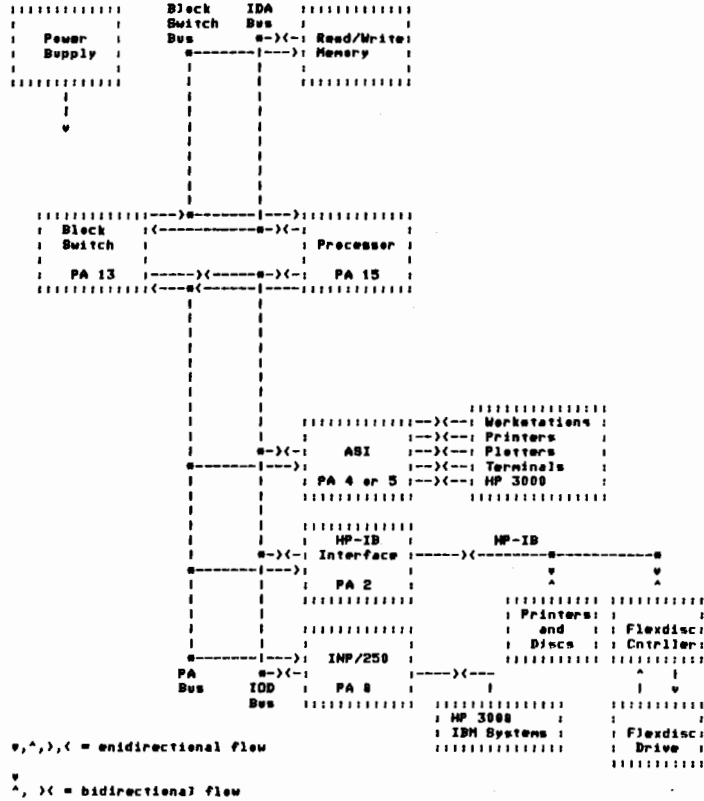 Block IDA
Switch Bus
Bus
Power Supply
Read/Write
Memory
Block
Switch
PA 13
Processor
PA 15
ASI
PA 4 or 5
Workstations
Printers
Plotters
Terminals
HP 3000
HP-IB
Interface
PA 2
HP-IB
Printers
and
Discs
Flexdisc
Cntrller
INP/250
PA 8
PA
Bus
IOD
Bus
HP 3000
IBM Systems
Flexdisc
Drive
v,^,>,< = enidirectional flow
v
^, >< = bidirectional flow